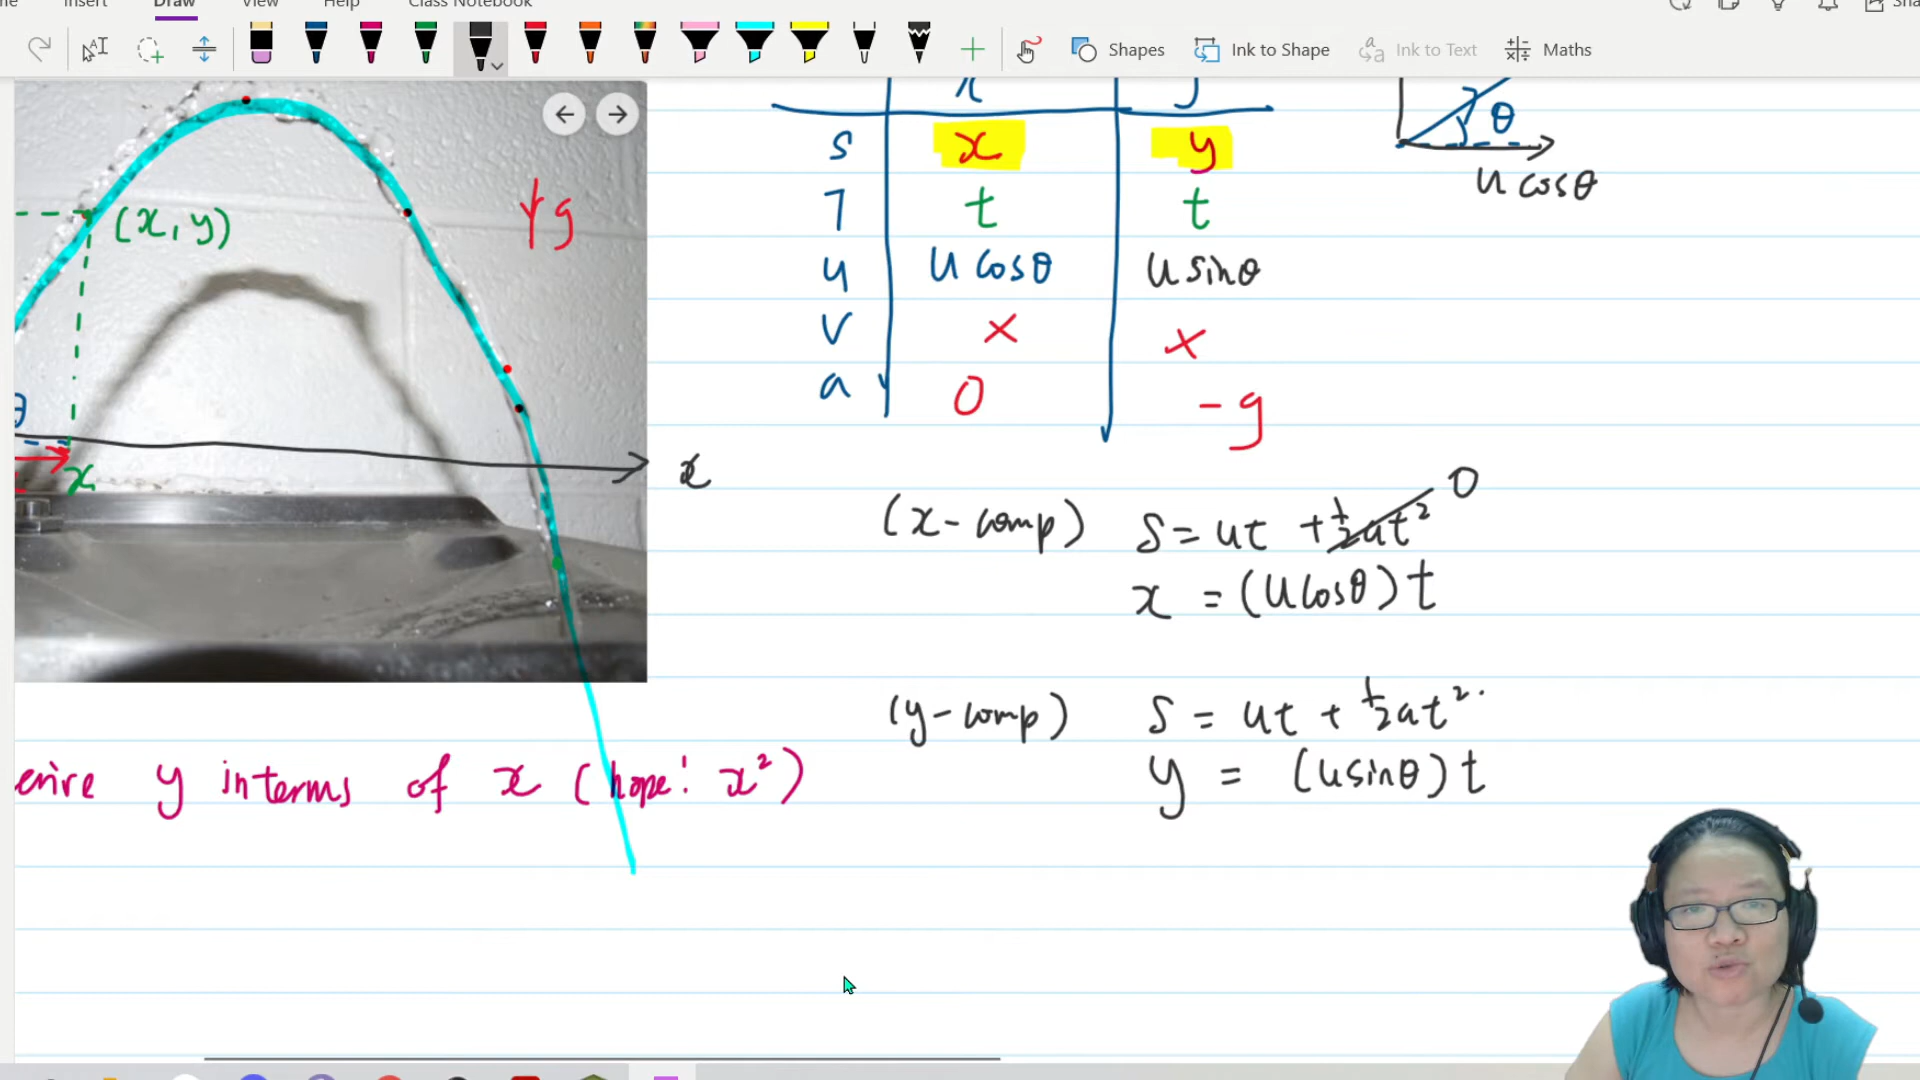 Insert Draw View Help Class Notebook
Shapes Ink to Shape Ink to Text Maths
(x, y)
g
θ
x
x
s x y
T t t
u u cosθ u sinθ
v × ×
a 0 -g
θ
u cosθ
(x-comp) s = ut + ½at² 0
x = (u cosθ) t
(y-comp) s = ut + ½at²
y = (u sinθ) t
y in terms of x (hope! x²)